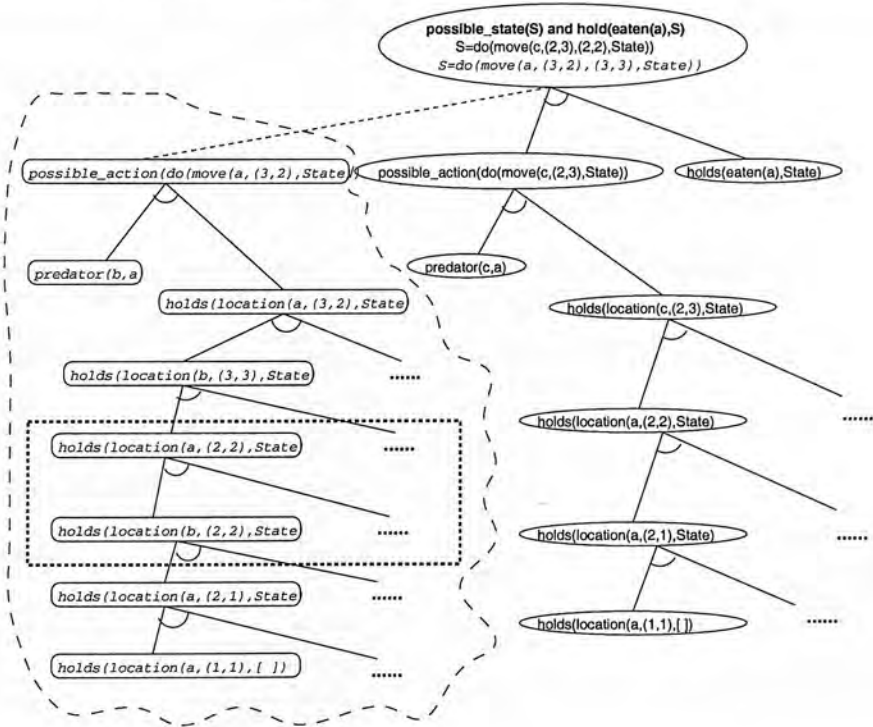 possible_state(S) and hold(eaten(a),S)
S=do(move(c,(2,3),(2,2),State))
S=do(move(a,(3,2),(3,3),State))
possible_action(do(move(a,(3,2),State
possible_action(do(move(c,(2,3),State))
holds(eaten(a),State)
predator(b,a
predator(c,a)
holds(location(a,(3,2),State
holds(location(c,(2,3),State)
holds(location(b,(3,3),State
......
holds(location(a,(2,2),State)
......
holds(location(a,(2,2),State
......
holds(location(b,(2,2),State
......
holds(location(a,(2,1),State)
......
holds(location(a,(2,1),State
......
holds(location(a,(1,1),[ ])
......
holds(location(a,(1,1),[ ])
......